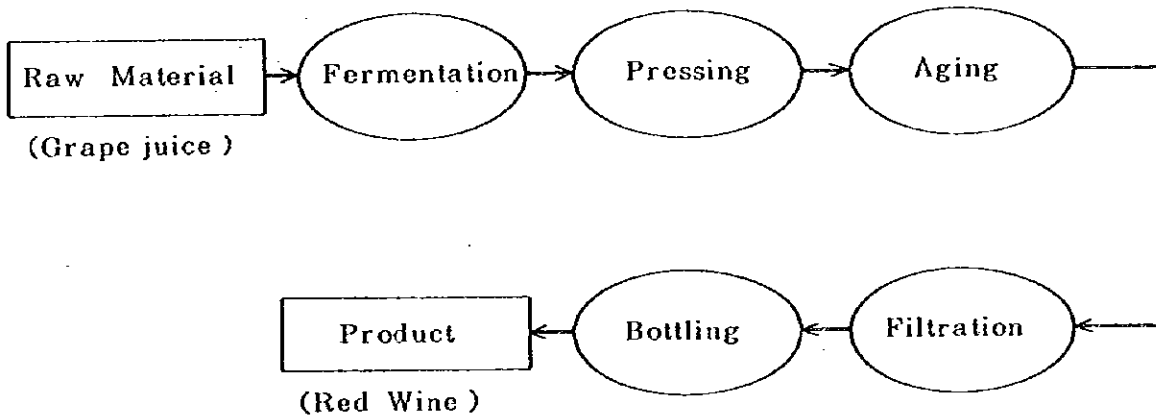 Raw Material
(Grape juice)
Fermentation
Pressing
Aging
Filtration
Bottling
Product
(Red Wine)